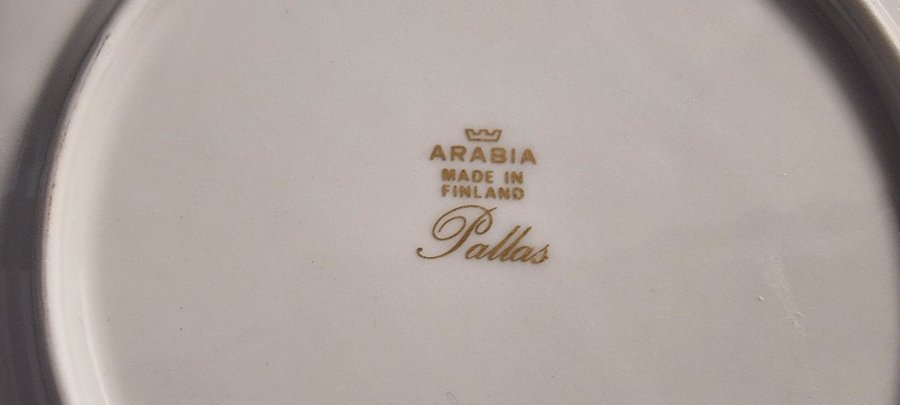 ARABIA
MADE IN
FINLAND
Pallas